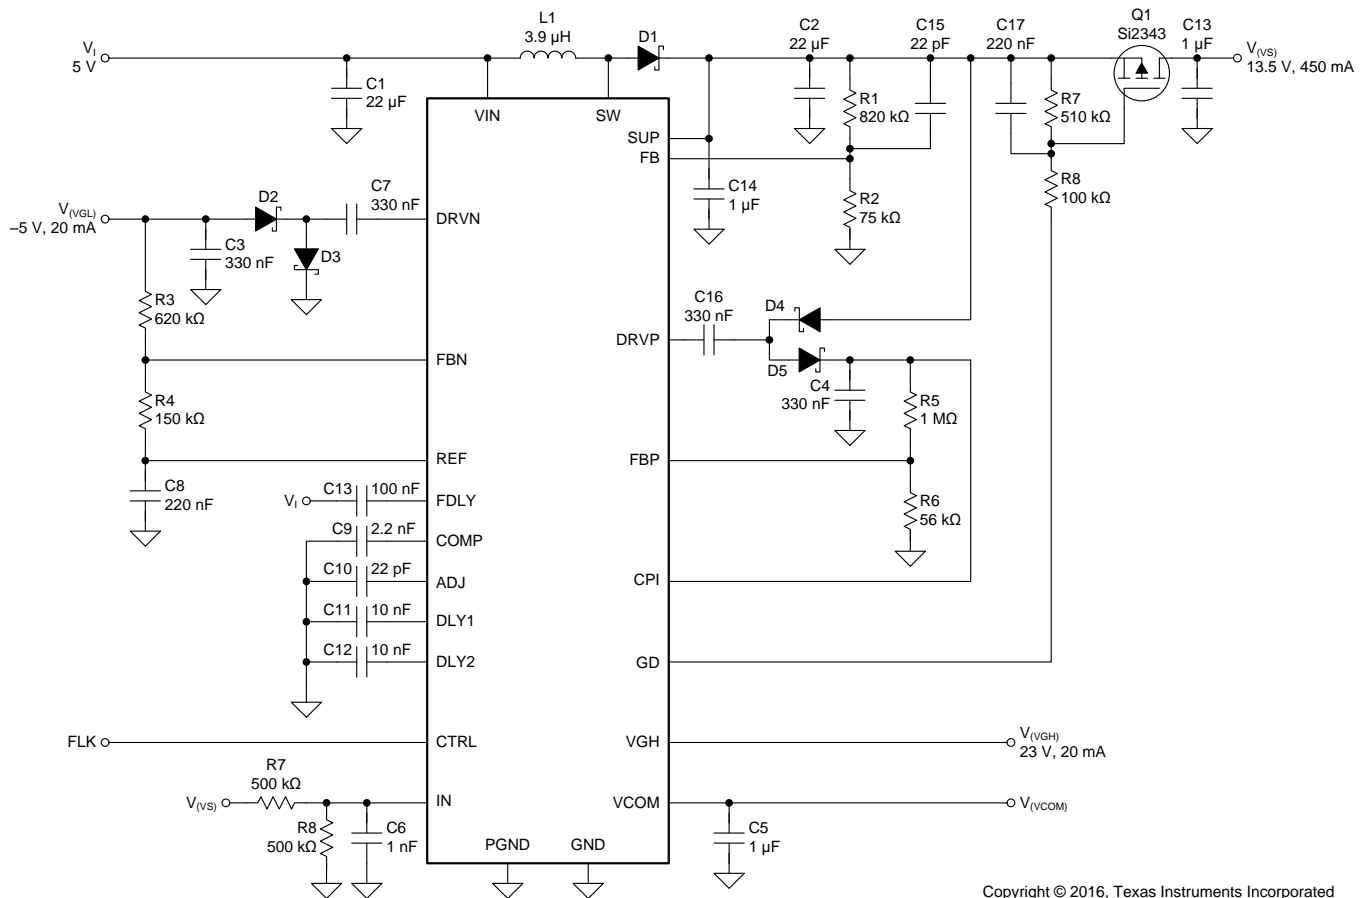 V_I
5 V
L1
3.9 µH
D1
C2
22 µF
C15
22 pF
C17
220 nF
Q1
Si2343
C13
1 µF
V_(VS)
13.5 V, 450 mA
C1
22 µF
VIN
SW
R1
820 kΩ
R7
510 kΩ
SUP
FB
C14
1 µF
R2
75 kΩ
R8
100 kΩ
V_(VGL)
–5 V, 20 mA
D2
C7
330 nF
DRVN
C3
330 nF
D3
R3
620 kΩ
C16
330 nF
D4
DRVP
D5
FBN
C4
330 nF
R5
1 MΩ
R4
150 kΩ
REF
FBP
C8
220 nF
V_I
C13
100 nF
FDLY
R6
56 kΩ
C9
2.2 nF
COMP
C10
22 pF
ADJ
CPI
C11
10 nF
DLY1
C12
10 nF
DLY2
GD
FLK
CTRL
VGH
V_(VGH)
23 V, 20 mA
R7
500 kΩ
V_(VS)
IN
VCOM
V_(VCOM)
R8
500 kΩ
C6
1 nF
PGND
GND
C5
1 µF
Copyright © 2016, Texas Instruments Incorporated